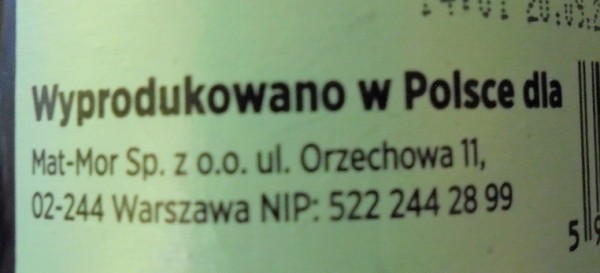 Wyprodukowano w Polsce dla
Mat-Mor Sp. z o.o. ul. Orzechowa 11,
02-244 Warszawa NIP: 522 244 28 99